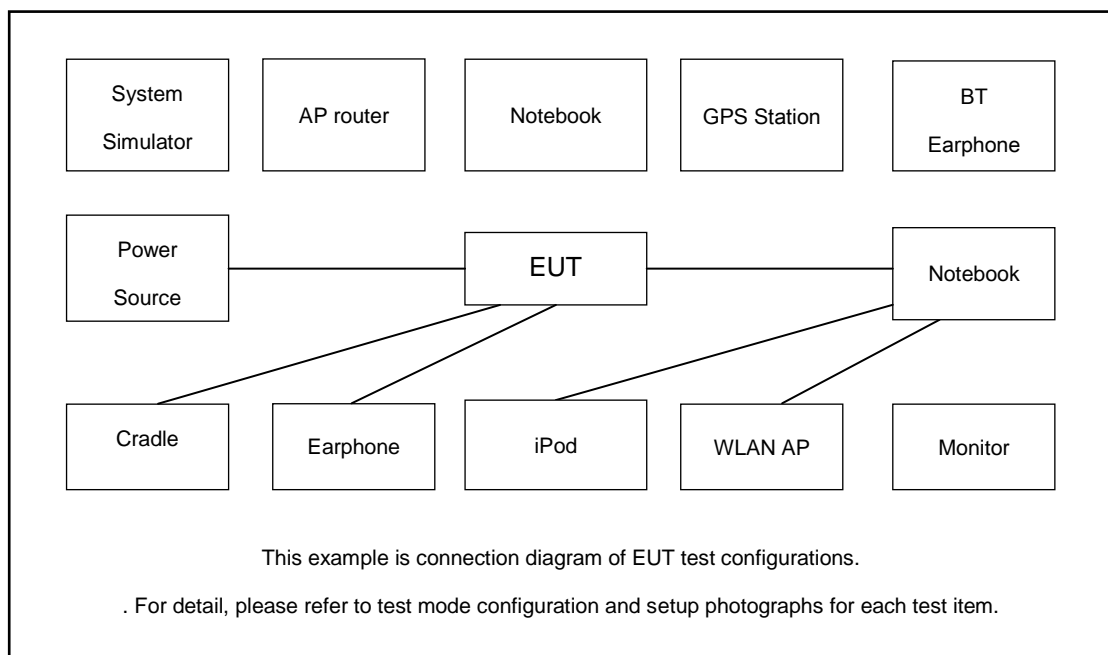 System
Simulator
AP router
Notebook
GPS Station
BT
Earphone
Power
Source
EUT
Notebook
Cradle
Earphone
iPod
WLAN AP
Monitor
This example is connection diagram of EUT test configurations.
. For detail, please refer to test mode configuration and setup photographs for each test item.